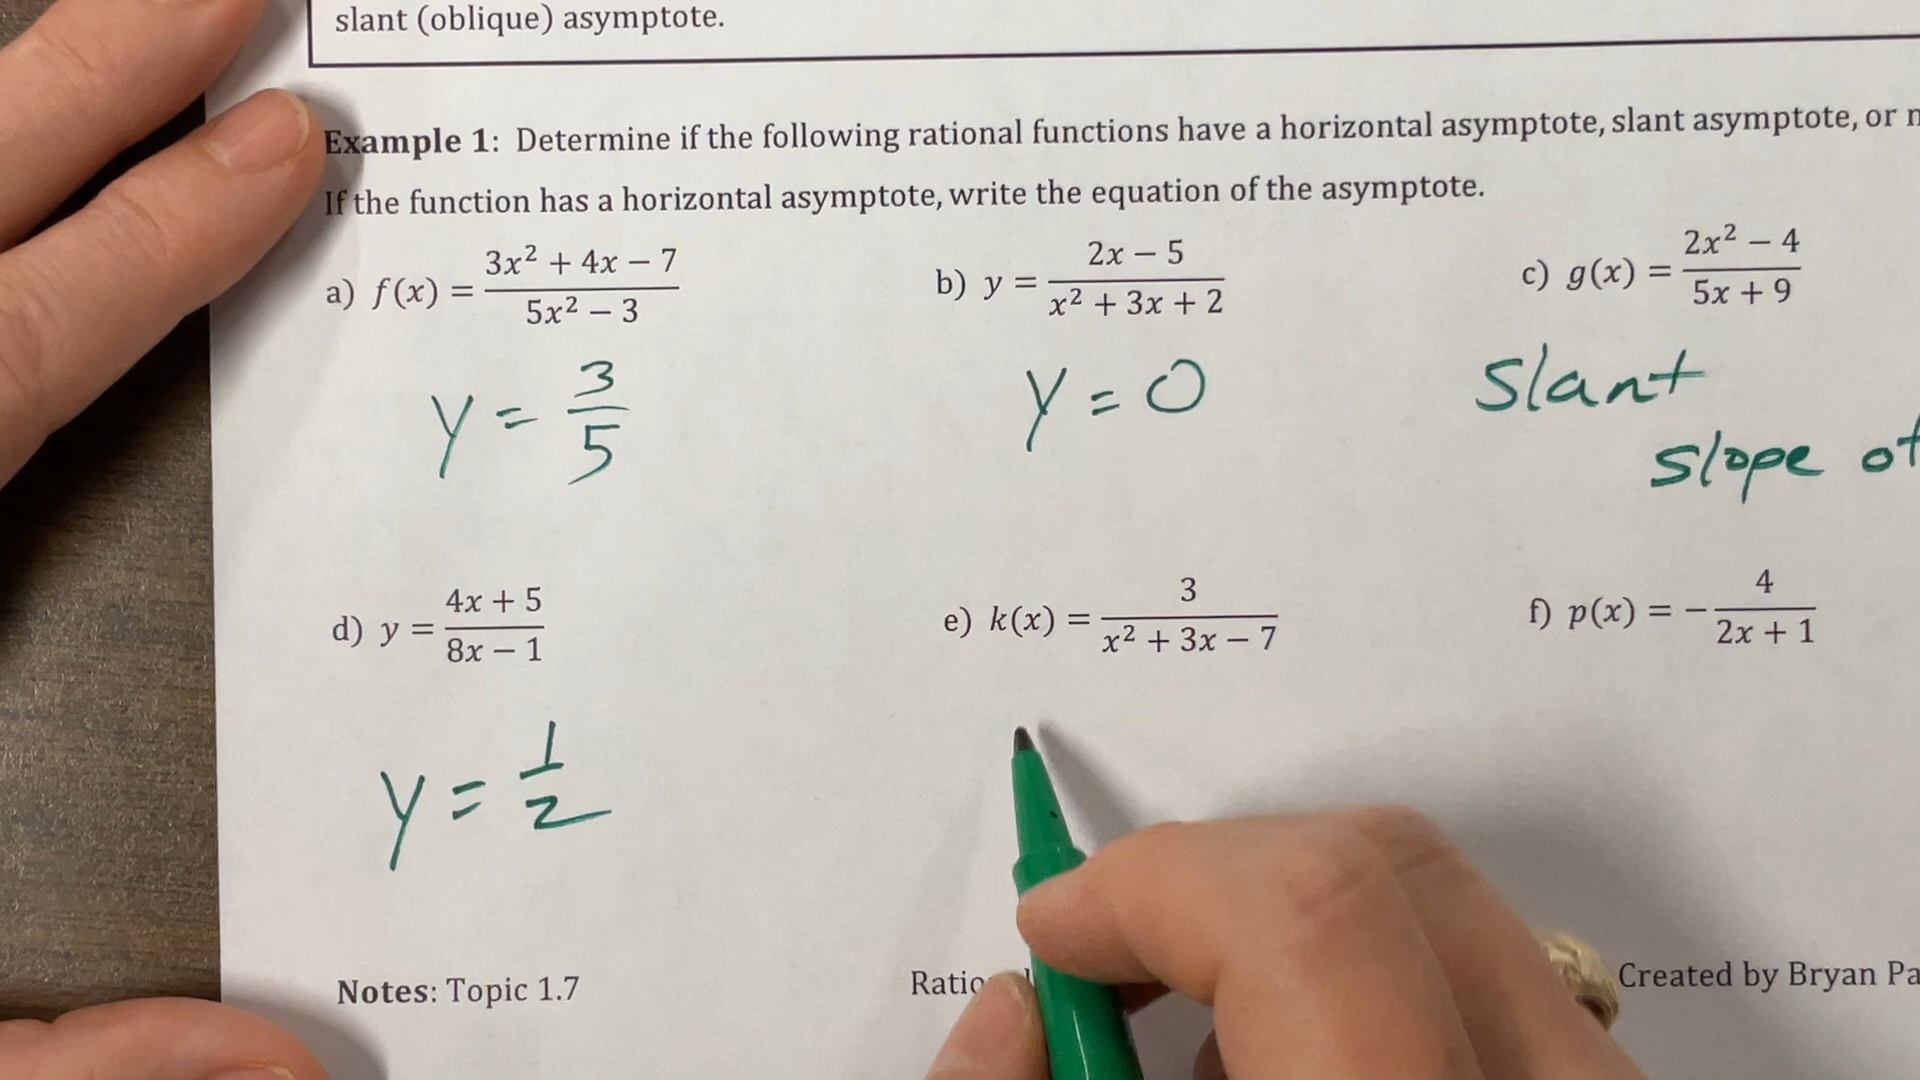 slant (oblique) asymptote.
Example 1: Determine if the following rational functions have a horizontal asymptote, slant asymptote, or
If the function has a horizontal asymptote, write the equation of the asymptote.
a) f(x) = (3x² + 4x − 7)/(5x² − 3) b) y = (2x − 5)/(x² + 3x + 2) c) g(x) = (2x² − 4)/(5x + 9)
y = 3/5 y = 0 Slant
slope of
d) y = (4x + 5)/(8x − 1) e) k(x) = 3/(x² + 3x − 7) f) p(x) = −4/(2x + 1)
y = 1/2
Notes: Topic 1.7 Created by Bryan